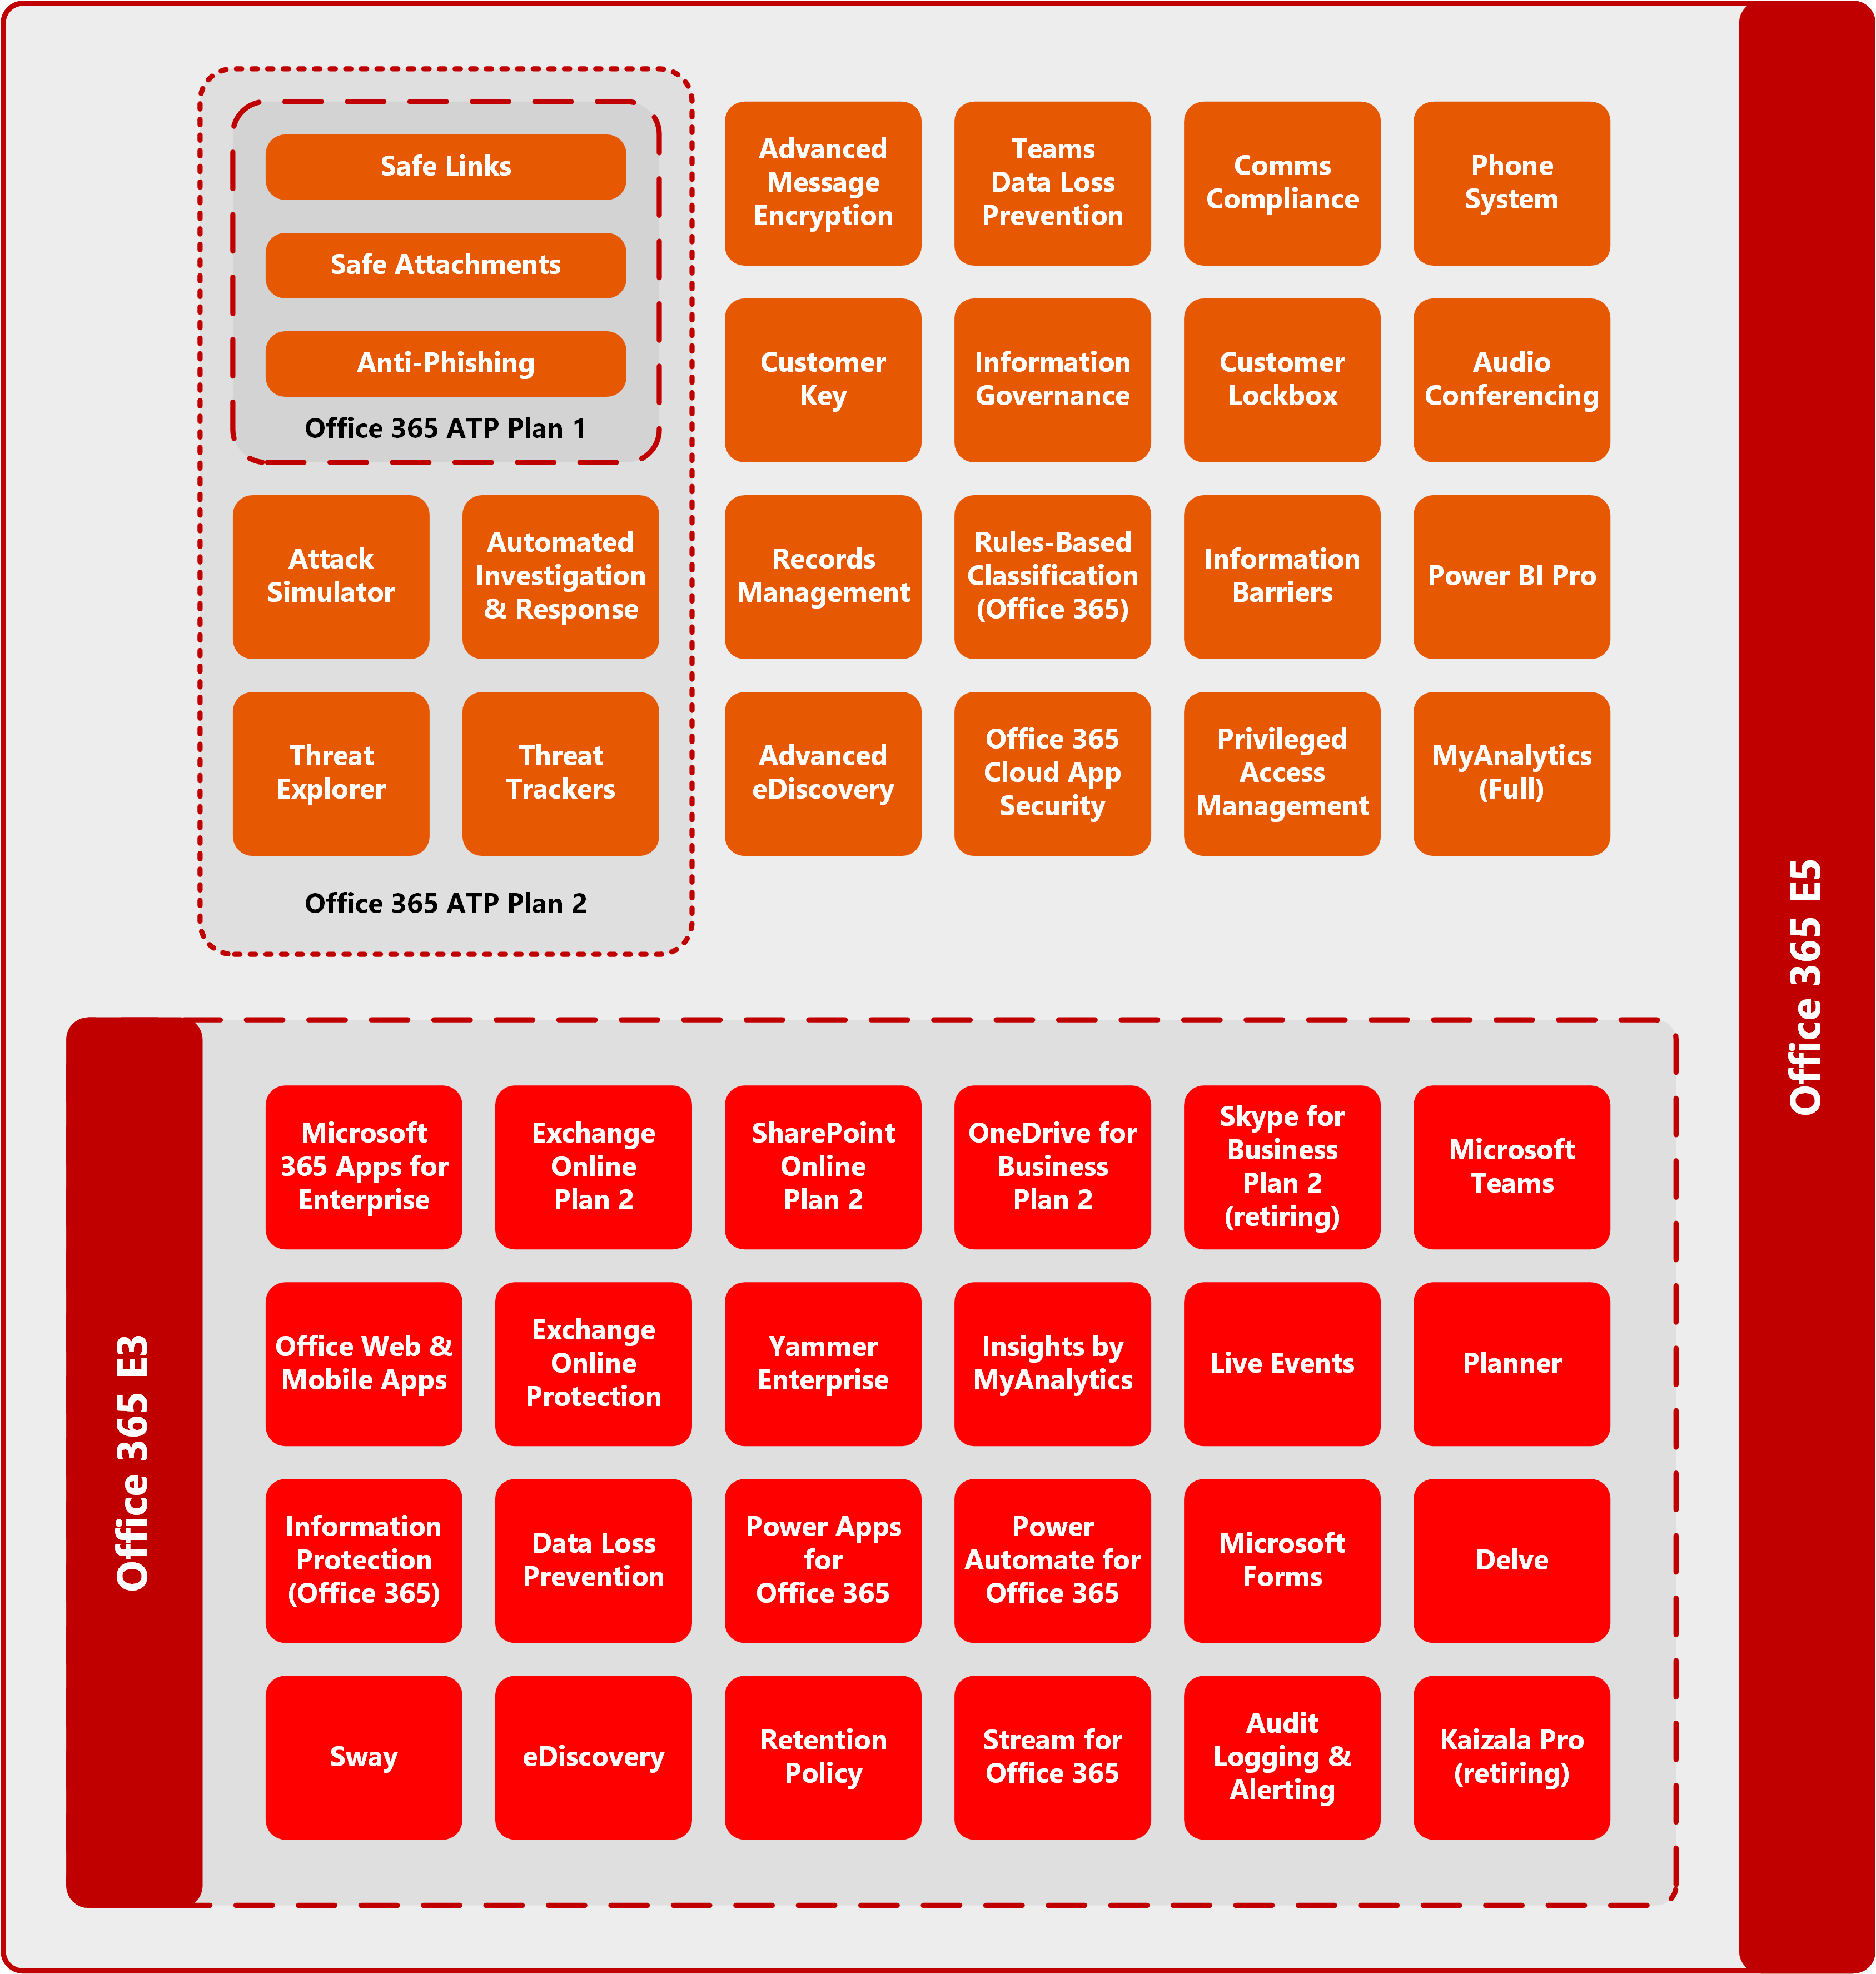 Safe Links
Safe Attachments
Anti-Phishing
Office 365 ATP Plan 1
Attack
Simulator
Automated
Investigation
& Response
Threat
Explorer
Threat
Trackers
Office 365 ATP Plan 2
Advanced
Message
Encryption
Teams
Data Loss
Prevention
Comms
Compliance
Phone
System
Customer
Key
Information
Governance
Customer
Lockbox
Audio
Conferencing
Records
Management
Rules-Based
Classification
(Office 365)
Information
Barriers
Power BI Pro
Advanced
eDiscovery
Office 365
Cloud App
Security
Privileged
Access
Management
MyAnalytics
(Full)
Office 365 E5
Office 365 E3
Microsoft
365 Apps for
Enterprise
Exchange
Online
Plan 2
SharePoint
Online
Plan 2
OneDrive for
Business
Plan 2
Skype for
Business
Plan 2
(retiring)
Microsoft
Teams
Office Web &
Mobile Apps
Exchange
Online
Protection
Yammer
Enterprise
Insights by
MyAnalytics
Live Events
Planner
Information
Protection
(Office 365)
Data Loss
Prevention
Power Apps
for
Office 365
Power
Automate for
Office 365
Microsoft
Forms
Delve
Sway
eDiscovery
Retention
Policy
Stream for
Office 365
Audit
Logging &
Alerting
Kaizala Pro
(retiring)